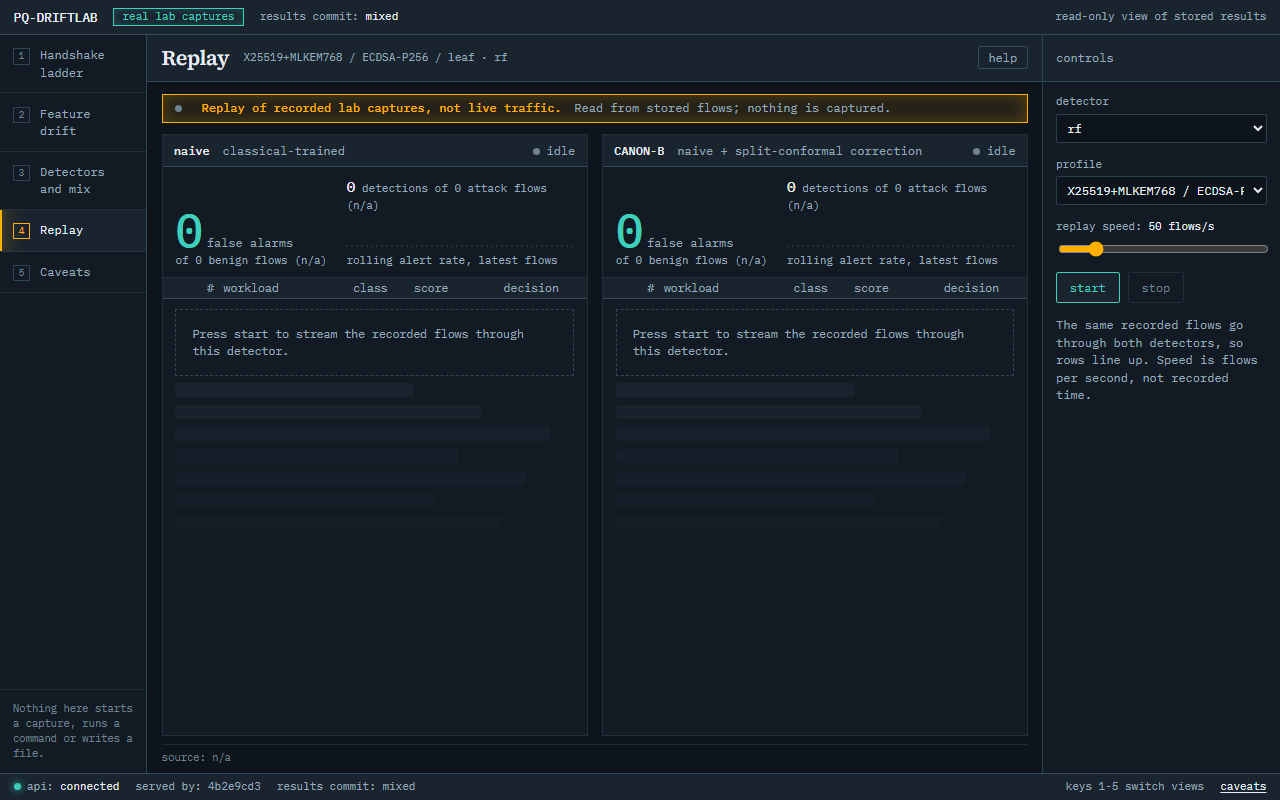 PQ-DRIFTLAB real lab captures results commit: mixed read-only view of stored results
1 Handshake ladder
2 Feature drift
3 Detectors and mix
4 Replay
5 Caveats
Nothing here starts
a capture, runs a
command or writes a
file.
Replay X25519+MLKEM768 / ECDSA-P256 / leaf · rf help
Replay of recorded lab captures, not live traffic. Read from stored flows; nothing is captured.
naive classical-trained idle
0 detections of 0 attack flows
(n/a)
0 false alarms
of 0 benign flows (n/a) rolling alert rate, latest flows
# workload class score decision
Press start to stream the recorded flows through
this detector.
CANON-B naive + split-conformal correction idle
0 detections of 0 attack flows
(n/a)
0 false alarms
of 0 benign flows (n/a) rolling alert rate, latest flows
# workload class score decision
Press start to stream the recorded flows through
this detector.
source: n/a
controls
detector
rf
profile
X25519+MLKEM768 / ECDSA-F
replay speed: 50 flows/s
start stop
The same recorded flows go
through both detectors, so
rows line up. Speed is flows
per second, not recorded
time.
api: connected served by: 4b2e9cd3 results commit: mixed keys 1-5 switch views caveats